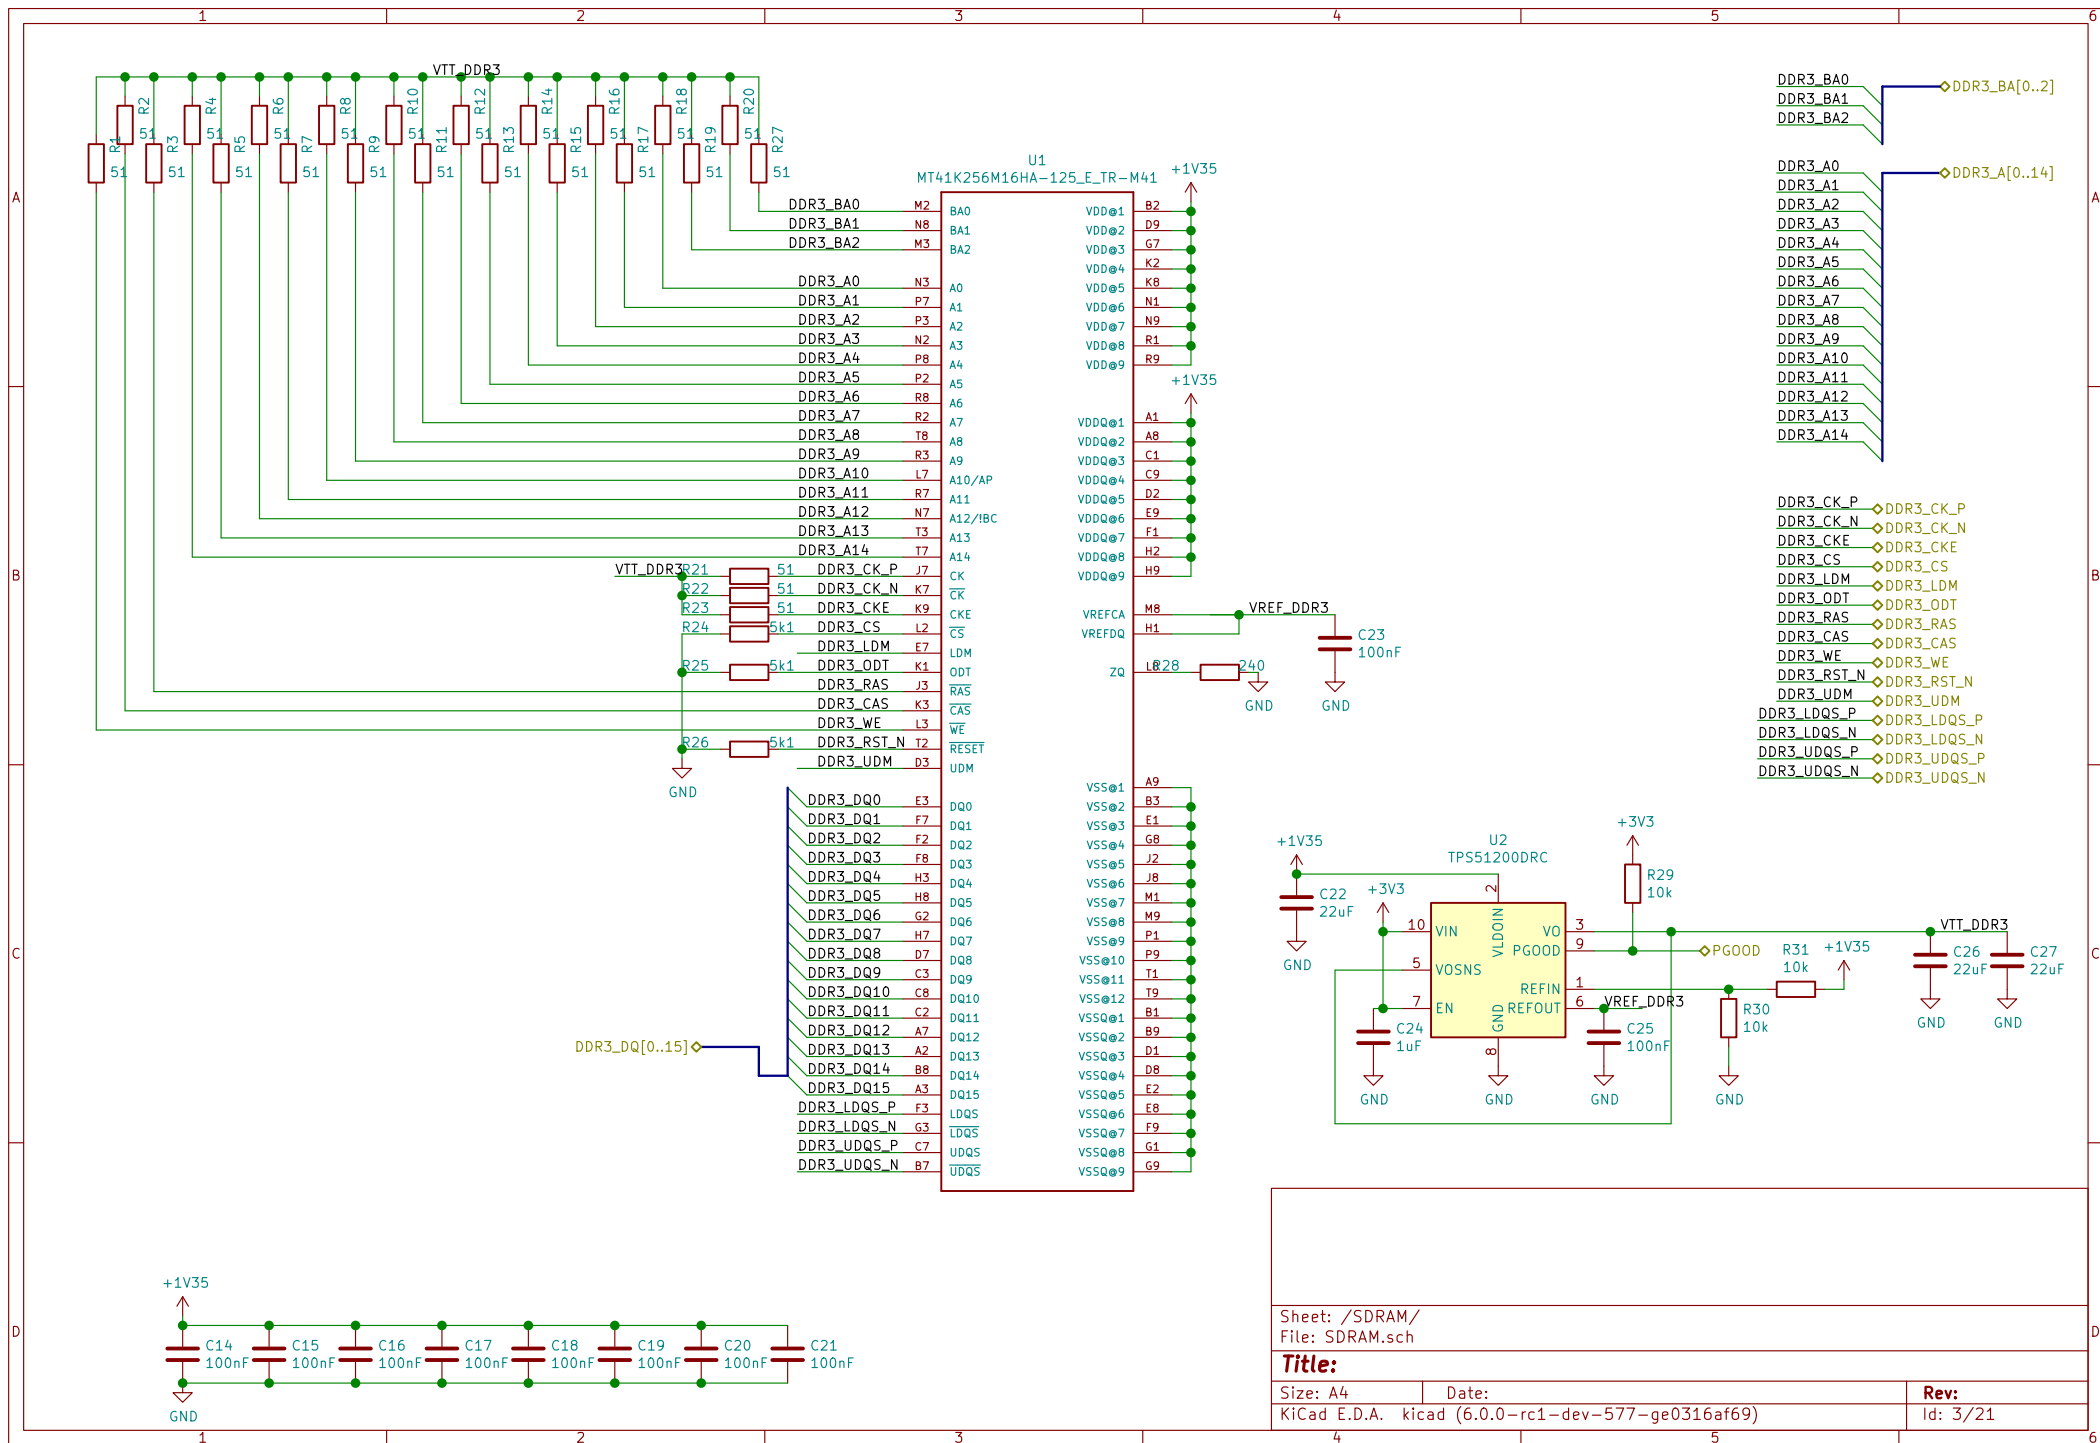 1 2 3 4 5 6
VTT_DDR3
R1 51
R2 51
R3 51
R4 51
R5 51
R6 51
R7 51
R8 51
R9 51
R10 51
R11 51
R12 51
R13 51
R14 51
R15 51
R16 51
R17 51
R18 51
R19 51
R20 51
R27 51
A
B
C
D
U1
MT41K256M16HA-125_E_TR-M41
DDR3_BA0 M2 BA0
DDR3_BA1 N8 BA1
DDR3_BA2 M3 BA2
DDR3_A0 N3 A0
DDR3_A1 P7 A1
DDR3_A2 P3 A2
DDR3_A3 N2 A3
DDR3_A4 P8 A4
DDR3_A5 P2 A5
DDR3_A6 R8 A6
DDR3_A7 R2 A7
DDR3_A8 T8 A8
DDR3_A9 R3 A9
DDR3_A10 L7 A10/AP
DDR3_A11 R7 A11
DDR3_A12 N7 A12/!BC
DDR3_A13 T3 A13
DDR3_A14 T7 A14
VTT_DDR3 R21 51 DDR3_CK_P J7 CK
R22 51 DDR3_CK_N K7 CK
R23 51 DDR3_CKE K9 CKE
R24 5k1 DDR3_CS L2 CS
DDR3_LDM E7 LDM
R25 5k1 DDR3_ODT K1 ODT
DDR3_RAS J3 RAS
DDR3_CAS K3 CAS
DDR3_WE L3 WE
R26 5k1 DDR3_RST_N T2 RESET
DDR3_UDM D3 UDM
GND
DDR3_DQ0 E3 DQ0
DDR3_DQ1 F7 DQ1
DDR3_DQ2 F2 DQ2
DDR3_DQ3 F8 DQ3
DDR3_DQ4 H3 DQ4
DDR3_DQ5 H8 DQ5
DDR3_DQ6 G2 DQ6
DDR3_DQ7 H7 DQ7
DDR3_DQ8 D7 DQ8
DDR3_DQ9 C3 DQ9
DDR3_DQ10 C8 DQ10
DDR3_DQ11 C2 DQ11
DDR3_DQ12 A7 DQ12
DDR3_DQ13 A2 DQ13
DDR3_DQ14 B8 DQ14
DDR3_DQ15 A3 DQ15
DDR3_DQ[0..15]
DDR3_LDQS_P F3 LDQS
DDR3_LDQS_N G3 LDQS
DDR3_UDQS_P C7 UDQS
DDR3_UDQS_N B7 UDQS
+1V35
VDD@1 B2
VDD@2 D9
VDD@3 G7
VDD@4 K2
VDD@5 K8
VDD@6 N1
VDD@7 N9
VDD@8 R1
VDD@9 R9
+1V35
VDDQ@1 A1
VDDQ@2 A8
VDDQ@3 C1
VDDQ@4 C9
VDDQ@5 D2
VDDQ@6 E9
VDDQ@7 F1
VDDQ@8 H2
VDDQ@9 H9
VREFCA M8 VREF_DDR3
VREFDQ H1
C23
100nF
ZQ L8 R28 240
GND GND
VSS@1 A9
VSS@2 B3
VSS@3 E1
VSS@4 G8
VSS@5 J2
VSS@6 J8
VSS@7 M1
VSS@8 M9
VSS@9 P1
VSS@10 P9
VSS@11 T1
VSS@12 T9
VSSQ@1 B1
VSSQ@2 B9
VSSQ@3 D1
VSSQ@4 D8
VSSQ@5 E2
VSSQ@6 E8
VSSQ@7 F9
VSSQ@8 G1
VSSQ@9 G9
DDR3_BA0 DDR3_BA[0..2]
DDR3_BA1
DDR3_BA2
DDR3_A0 DDR3_A[0..14]
DDR3_A1
DDR3_A2
DDR3_A3
DDR3_A4
DDR3_A5
DDR3_A6
DDR3_A7
DDR3_A8
DDR3_A9
DDR3_A10
DDR3_A11
DDR3_A12
DDR3_A13
DDR3_A14
DDR3_CK_P DDR3_CK_P
DDR3_CK_N DDR3_CK_N
DDR3_CKE DDR3_CKE
DDR3_CS DDR3_CS
DDR3_LDM DDR3_LDM
DDR3_ODT DDR3_ODT
DDR3_RAS DDR3_RAS
DDR3_CAS DDR3_CAS
DDR3_WE DDR3_WE
DDR3_RST_N DDR3_RST_N
DDR3_UDM DDR3_UDM
DDR3_LDQS_P DDR3_LDQS_P
DDR3_LDQS_N DDR3_LDQS_N
DDR3_UDQS_P DDR3_UDQS_P
DDR3_UDQS_N DDR3_UDQS_N
+1V35
C22
22uF
GND
+3V3
U2
TPS51200DRC
2 VLDOIN
10 VIN
5 VOSNS
7 EN
8 GND
VO 3
PGOOD 9
REFIN 1
REFOUT 6
+3V3
R29
10k
PGOOD
VREF_DDR3
C24
1uF
GND
GND
C25
100nF
GND
R30
10k
GND
R31
10k
+1V35
VTT_DDR3
C26
22uF
GND
C27
22uF
GND
+1V35
C14 100nF
C15 100nF
C16 100nF
C17 100nF
C18 100nF
C19 100nF
C20 100nF
C21 100nF
GND
Sheet: /SDRAM/
File: SDRAM.sch
Title:
Size: A4 Date: Rev:
KiCad E.D.A. kicad (6.0.0-rc1-dev-577-ge0316af69) Id: 3/21
A
B
C
D
1 2 3 4 5 6